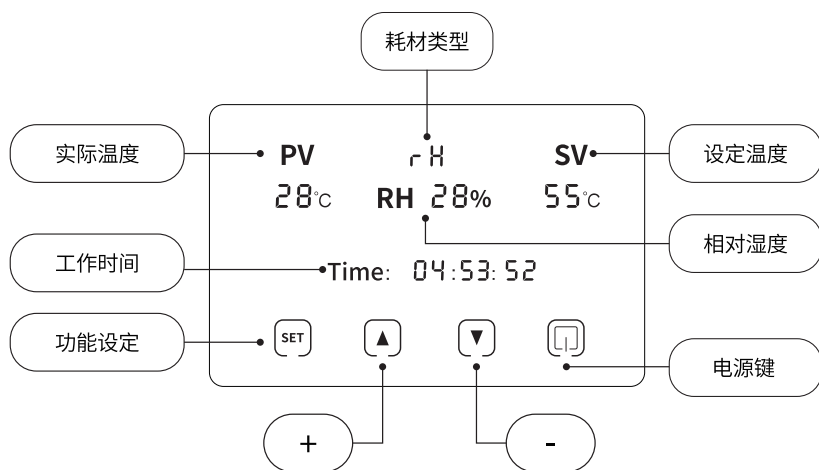 耗材类型
实际温度
PV
rH
SV
设定温度
28°C
RH 28%
55°C
相对湿度
工作时间
Time: 04:53:52
功能设定
SET
▲
▼
电源键
+
-